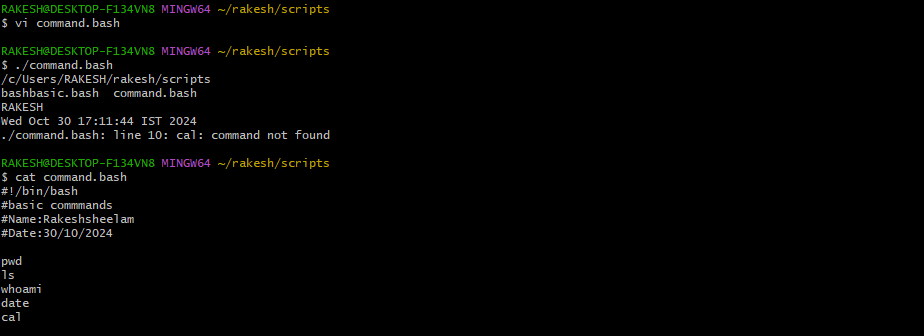 RAKESH@DESKTOP-F134VN8 MINGW64 ~/rakesh/scripts
$ vi command.bash
RAKESH@DESKTOP-F134VN8 MINGW64 ~/rakesh/scripts
$ ./command.bash
/c/Users/RAKESH/rakesh/scripts
bashbasic.bash  command.bash
RAKESH
Wed Oct 30 17:11:44 IST 2024
./command.bash: line 10: cal: command not found
RAKESH@DESKTOP-F134VN8 MINGW64 ~/rakesh/scripts
$ cat command.bash
#!/bin/bash
#basic commmands
#Name:Rakeshsheelam
#Date:30/10/2024
pwd
ls
whoami
date
cal